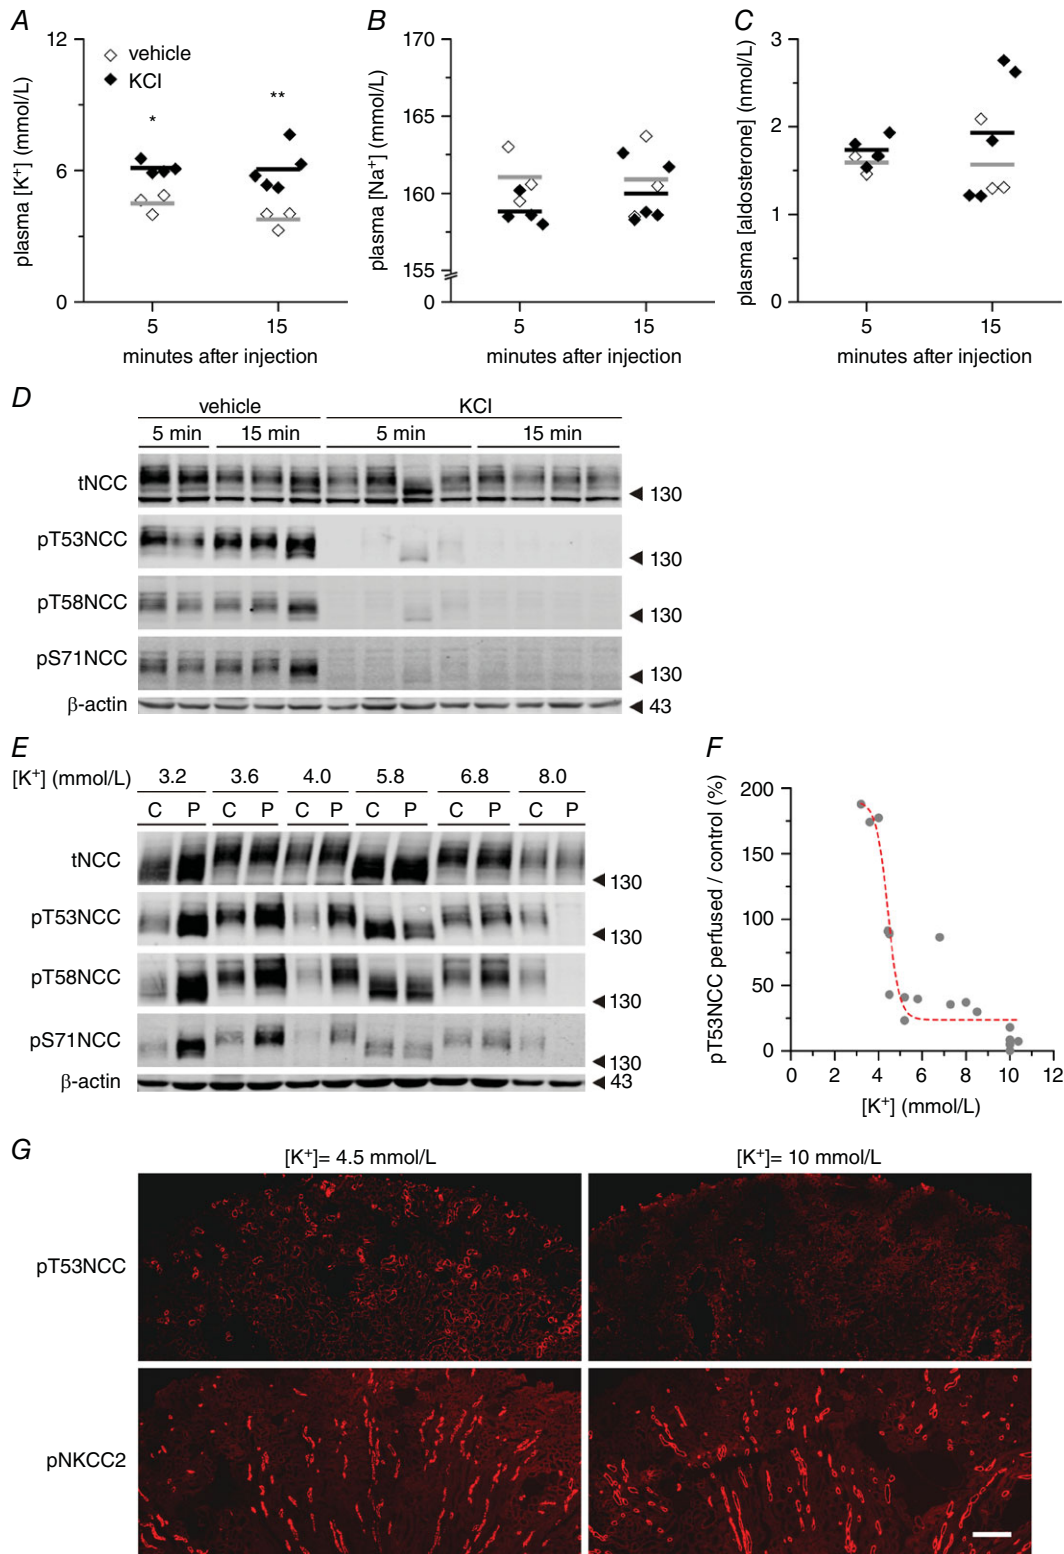 A
B
C
12
6
0
plasma [K⁺] (mmol/L)
vehicle
KCl
*
**
5
15
minutes after injection
170
165
160
155
0
plasma [Na⁺] (mmol/L)
5
15
minutes after injection
3
2
1
0
plasma [aldosterone] (nmol/L)
5
15
minutes after injection
D
vehicle
KCl
5 min
15 min
5 min
15 min
tNCC
130
pT53NCC
130
pT58NCC
130
pS71NCC
130
β-actin
43
E
[K⁺] (mmol/L)
3.2
3.6
4.0
5.8
6.8
8.0
C P C P C P C P C P C P
tNCC
130
pT53NCC
130
pT58NCC
130
pS71NCC
130
β-actin
43
F
200
150
100
50
0
pT53NCC perfused / control (%)
0 2 4 6 8 10 12
[K⁺] (mmol/L)
G
[K⁺]= 4.5 mmol/L
[K⁺]= 10 mmol/L
pT53NCC
pNKCC2